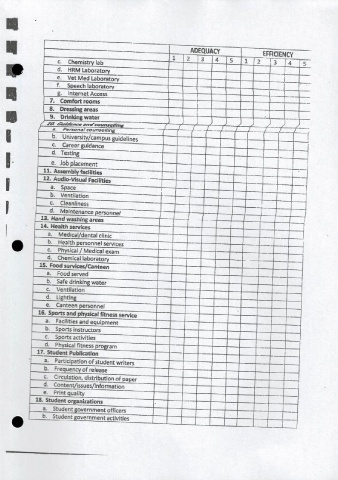 ADEQUACY EFFICIENCY
1 2 3 4 5 1 2 3 4 5
c. Chemistry lab
d. HRM Laboratory
e. Vet Med Laboratory
f. Speech laboratory
g. Internet Access
7. Comfort rooms
8. Dressing areas
9. Drinking water
10. Guidance and counseling
a. Personal counseling
b. University/campus guidelines
c. Career guidance
d. Testing
e. Job placement
11. Assembly facilities
12. Audio-Visual Facilities
a. Space
b. Ventilation
c. Cleanliness
d. Maintenance personnel
13. Hand washing areas
14. Health services
a. Medical/dental clinic
b. Health personnel services
c. Physical / Medical exam
d. Chemical laboratory
15. Food survices/Canteen
a. Food served
b. Safe drinking water
c. Ventilation
d. Lighting
e. Canteen personnel
16. Sports and physical fitness service
a. Facilities and equipment
b. Sports instructors
c. Sports activities
d. Physical fitness program
17. Student Publication
a. Participation of student writers
b. Frequency of release
c. Circulation, distribution of paper
d. Content/issues/information
e. Print quality
18. Student organizations
a. Student government officers
b. Student government activities